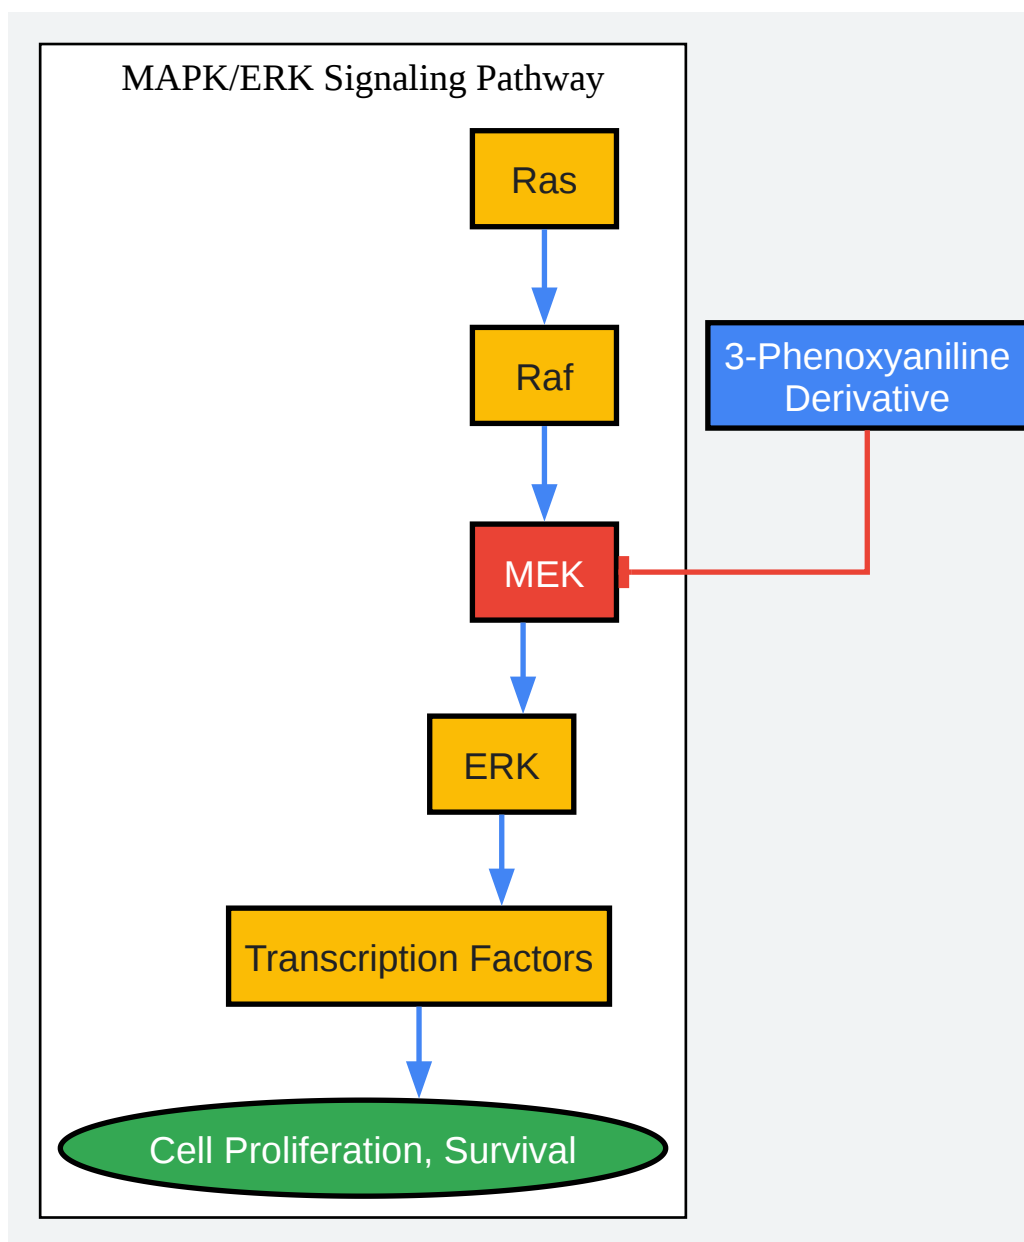 MAPK/ERK Signaling Pathway
Ras
Raf
3-Phenoxyaniline
Derivative
MEK
ERK
Transcription Factors
Cell Proliferation, Survival